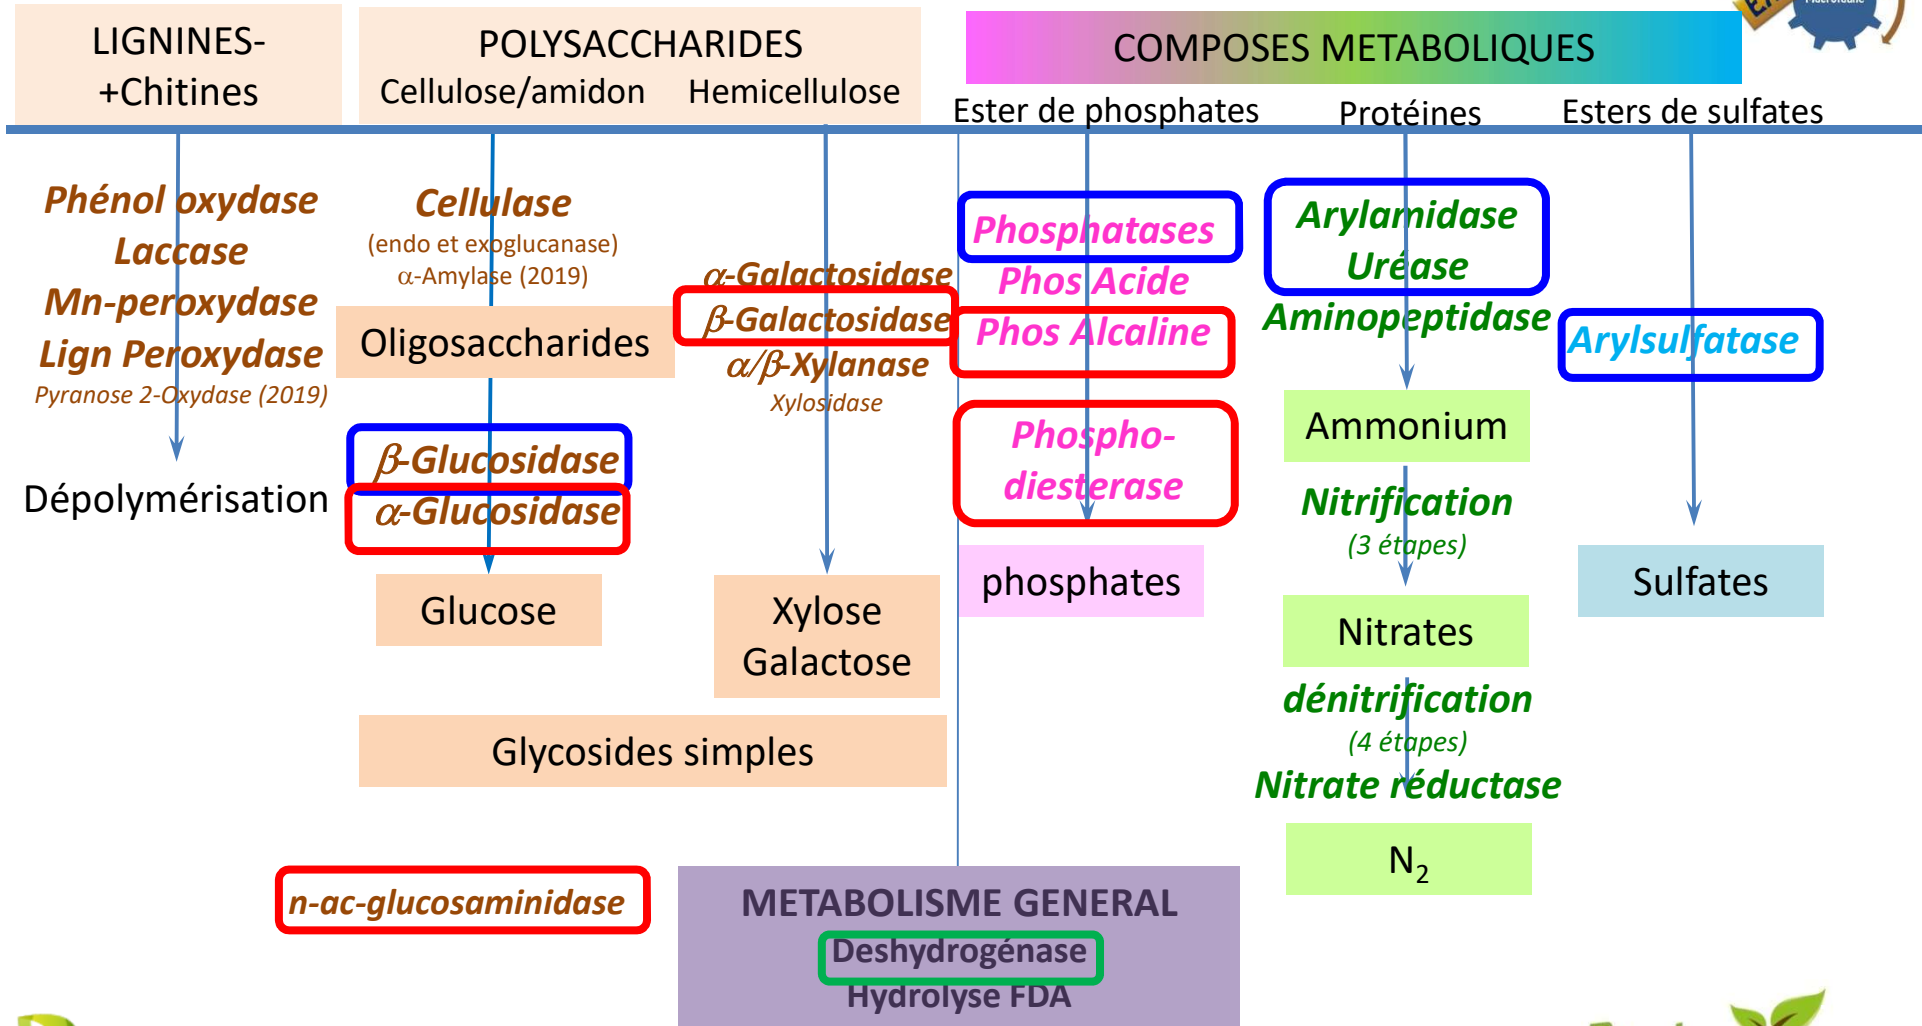 LIGNINES-
+Chitines
POLYSACCHARIDES
Cellulose/amidon
Hemicellulose
COMPOSES METABOLIQUES
Ester de phosphates
Protéines
Esters de sulfates
Phénol oxydase
Laccase
Mn-peroxydase
Lign Peroxydase
Pyranose 2-Oxydase (2019)
Dépolymérisation
Cellulase
(endo et exoglucanase)
α-Amylase (2019)
Oligosaccharides
β-Glucosidase
α-Glucosidase
Glucose
α-Galactosidase
β-Galactosidase
α/β-Xylanase
Xylosidase
Xylose
Galactose
Glycosides simples
Phosphatases
Phos Acide
Phos Alcaline
Phospho-
diesterase
phosphates
Arylamidase
Uréase
Aminopeptidase
Ammonium
Nitrification
(3 étapes)
Nitrates
dénitrification
(4 étapes)
Nitrate réductase
N₂
Arylsulfatase
Sulfates
n-ac-glucosaminidase
METABOLISME GENERAL
Deshydrogénase
Hydrolyse FDA